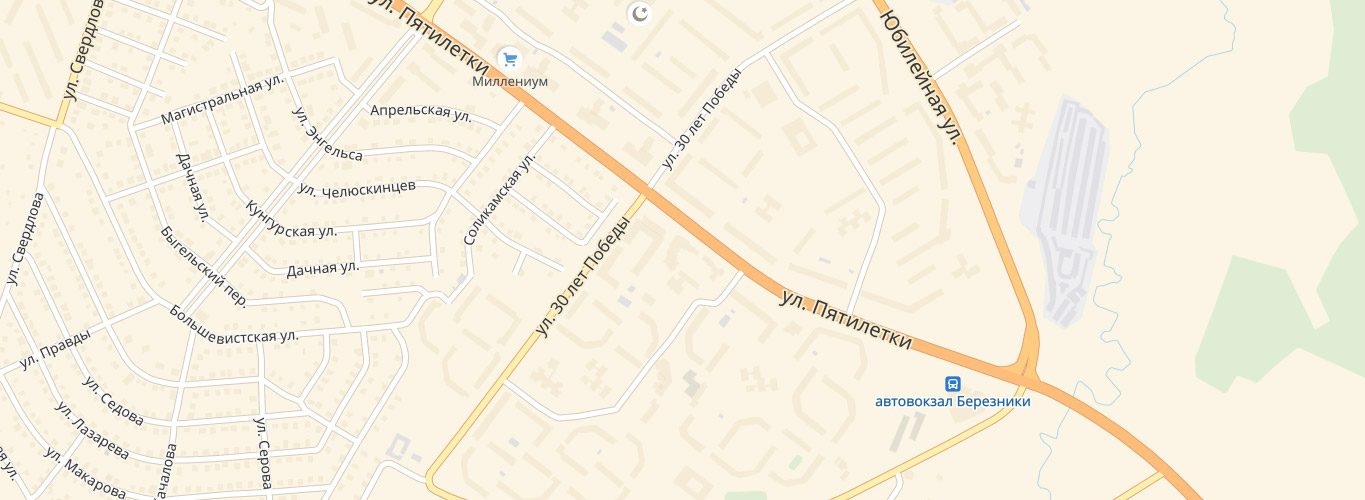 ул. Пятилетки
ул. Свердлова
Юбилейная ул.
Миллениум
Магистральная ул.
Апрельская ул.
ул. 30 лет Победы
ул. Энгельса
ул. Челюскинцев
Дачная ул.
Соликамская ул.
Кунгурская ул.
ул. Свердлова
Быгельский пер.
Дачная ул.
ул. 30 лет Победы
ул. Пятилетки
Большевистская ул.
ул. Правды
автовокзал Березники
ул. Седова
ул. Лазарева
ул. Серова
ул. Макарова